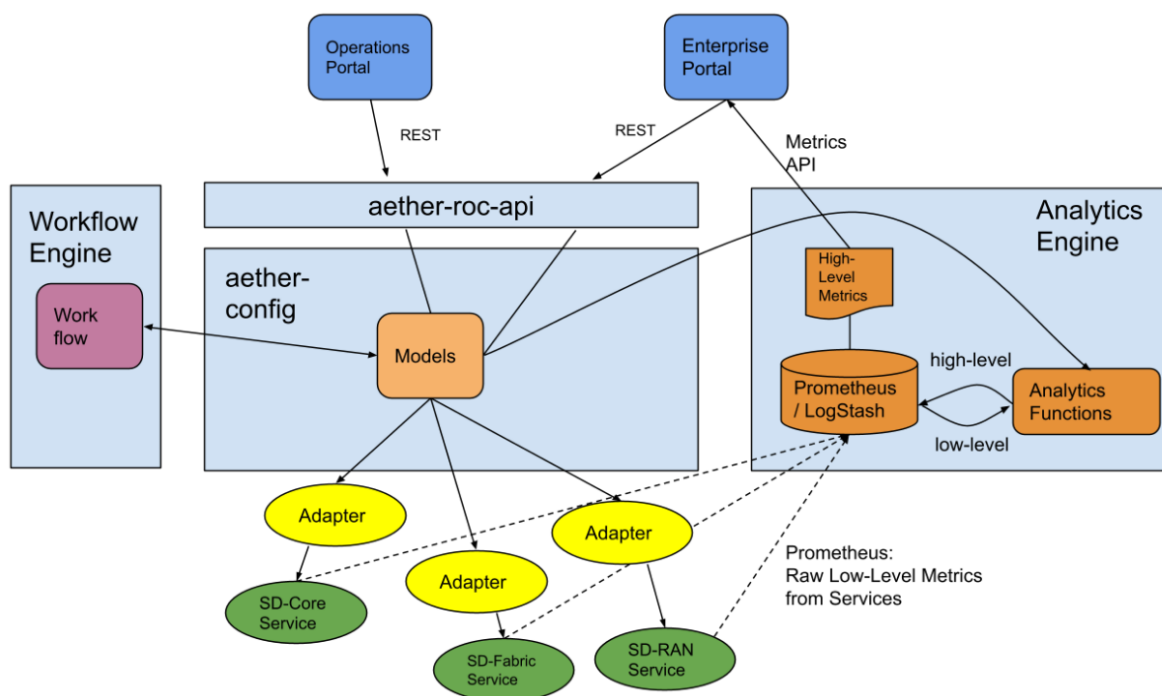 Operations
Portal
Enterprise
Portal
REST
REST
Metrics
API
Workflow
Engine
aether-roc-api
Analytics
Engine
aether-
config
High-
Level
Metrics
Work
flow
Models
high-level
Prometheus
/ LogStash
Analytics
Functions
low-level
Adapter
Adapter
Adapter
Prometheus:
Raw Low-Level Metrics
from Services
SD-Core
Service
SD-Fabric
Service
SD-RAN
Service